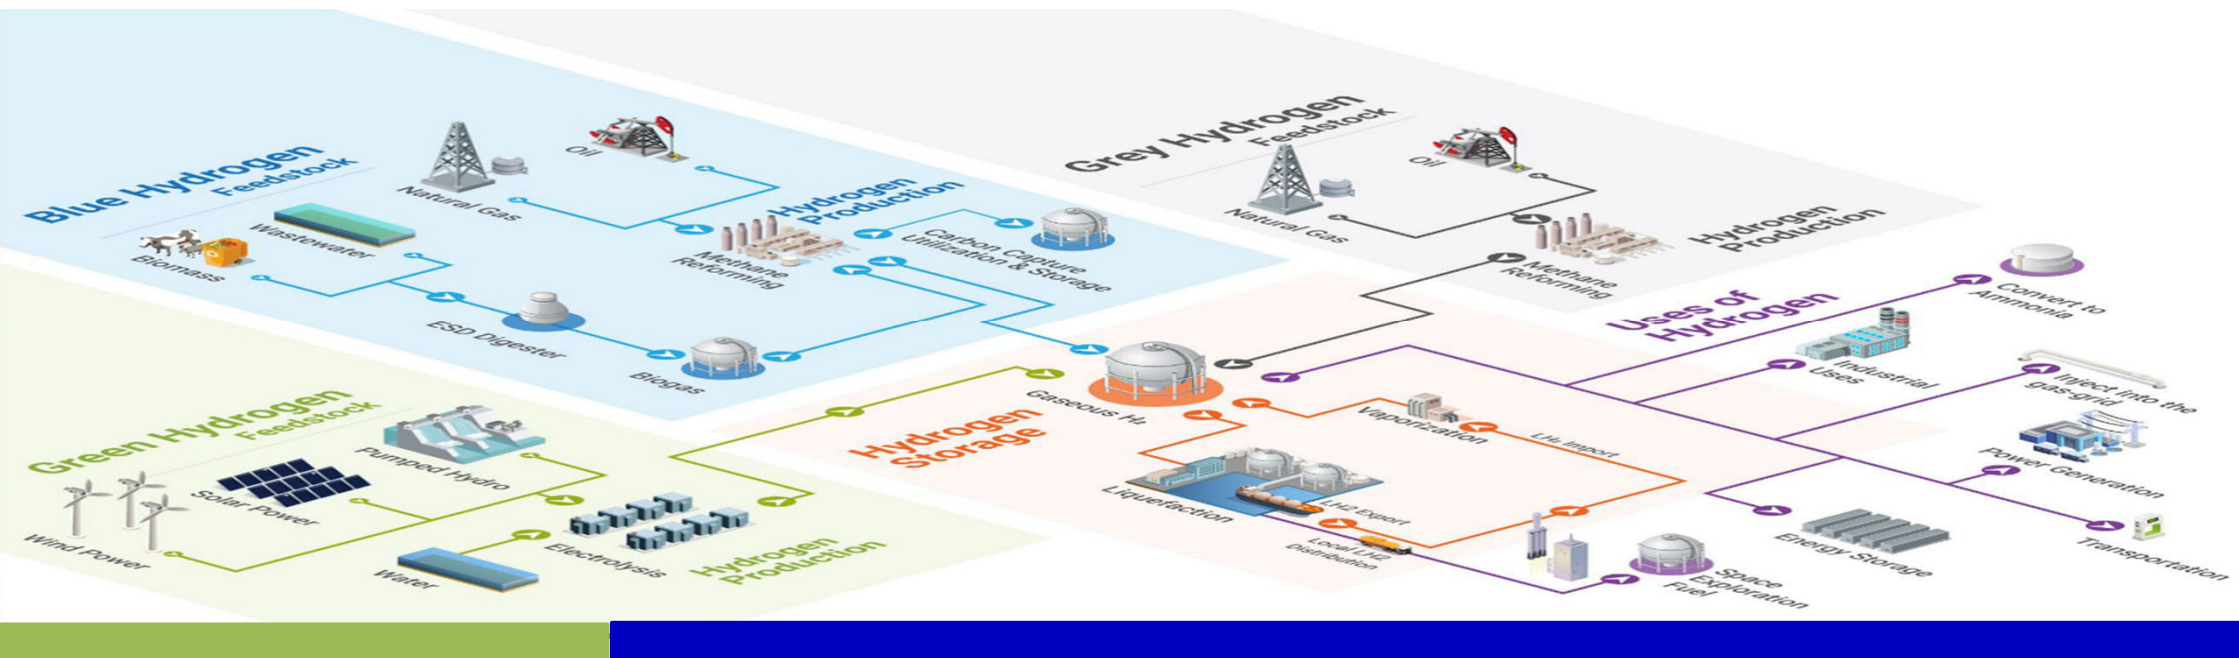 Blue Hydrogen
Feedstock
Natural Gas
Oil
Wastewater
Biomass
ESD Digester
Biogas
Hydrogen
Production
Methane
Reforming
Carbon Capture
Utilization & Storage
Grey Hydrogen
Feedstock
Natural Gas
Oil
Hydrogen
Production
Methane
Reforming
Green Hydrogen
Feedstock
Pumped Hydro
Solar Power
Wind Power
Water
Electrolysis
Hydrogen
Production
Hydrogen
Storage
Gaseous H₂
Vaporization
LH₂ Import
Liquefaction
LH2 Export
Local LH2
Distribution
Uses of
Hydrogen
Convert to
Ammonia
Industrial
Uses
Inject into the
gas-grid
Power Generation
Transportation
Energy Storage
Space
Exploration
Fuel